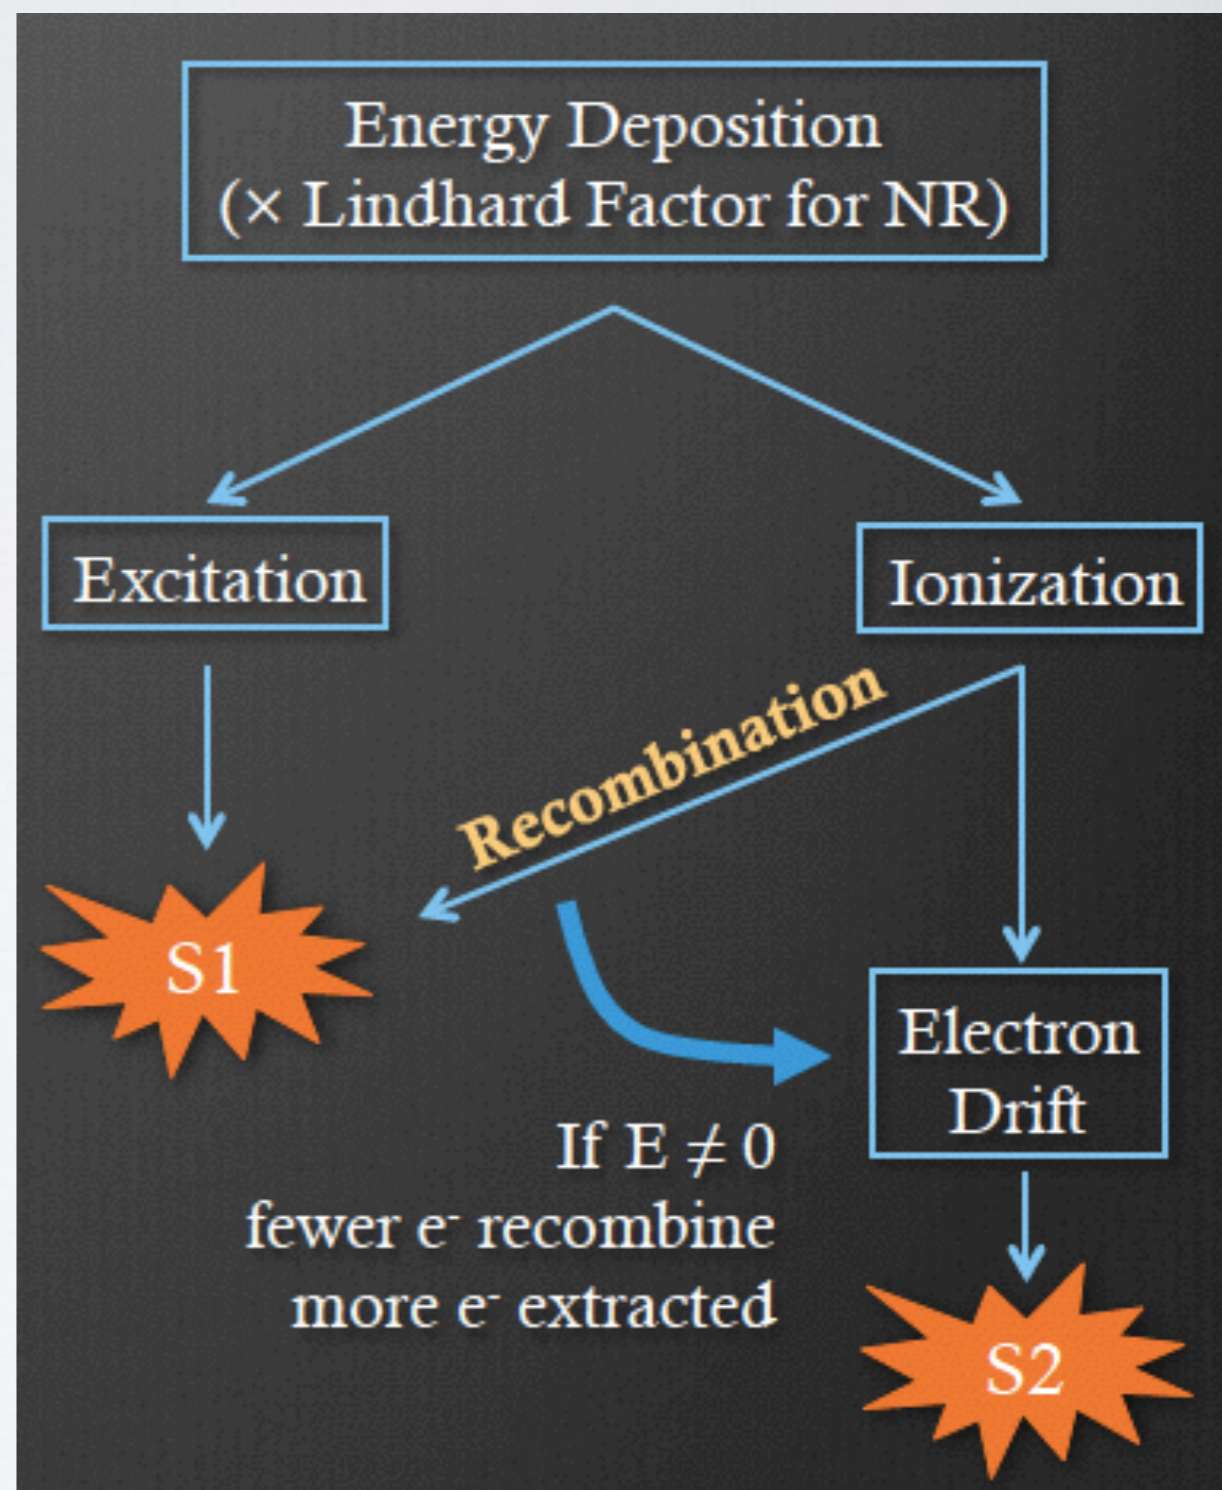 Energy Deposition
(× Lindhard Factor for NR)
Excitation
Ionization
Recombination
S1
Electron
Drift
If E ≠ 0
fewer e⁻ recombine
more e⁻ extracted
S2